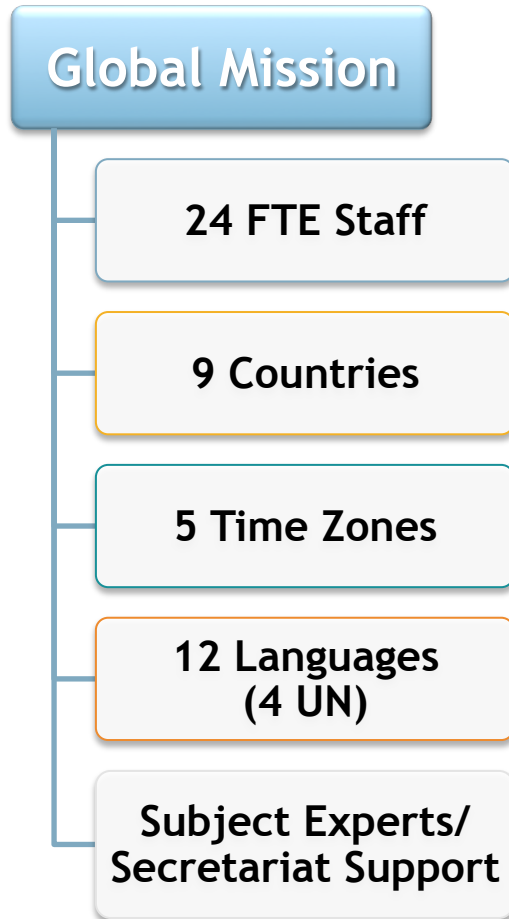 Global Mission
24 FTE Staff
9 Countries
5 Time Zones
12 Languages
(4 UN)
Subject Experts/
Secretariat Support